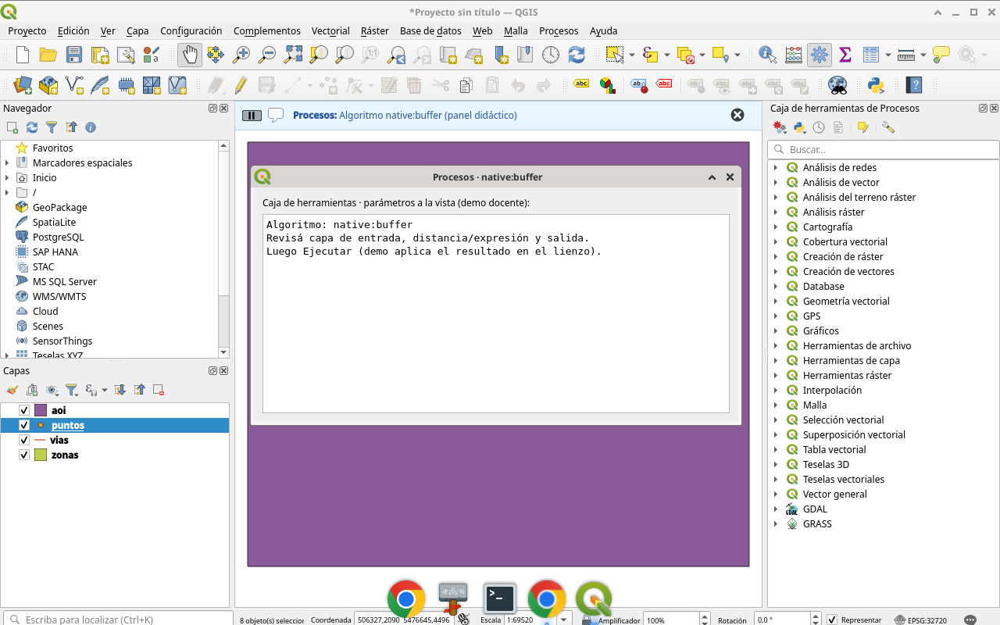 *Proyecto sin título — QGIS
Proyecto Edición Ver Capa Configuración Complementos Vectorial Ráster Base de datos Web Malla Procesos Ayuda
Navegador
Favoritos
Marcadores espaciales
Inicio
/
GeoPackage
SpatiaLite
PostgreSQL
SAP HANA
STAC
MS SQL Server
WMS/WMTS
Cloud
Scenes
SensorThings
Teselas XYZ
Capas
aoi
puntos
vias
zonas
Procesos: Algoritmo native:buffer (panel didáctico)
Procesos · native:buffer
Caja de herramientas · parámetros a la vista (demo docente):
Algoritmo: native:buffer
Revisá capa de entrada, distancia/expresión y salida.
Luego Ejecutar (demo aplica el resultado en el lienzo).
Caja de herramientas de Procesos
Buscar...
Análisis de redes
Análisis de vector
Análisis del terreno ráster
Análisis ráster
Cartografía
Cobertura vectorial
Creación de ráster
Creación de vectores
Database
Geometría vectorial
GPS
Gráficos
Herramientas de archivo
Herramientas de capa
Herramientas ráster
Interpolación
Malla
Selección vectorial
Superposición vectorial
Tabla vectorial
Teselas 3D
Teselas vectoriales
Vector general
GDAL
GRASS
Escriba para localizar (Ctrl+K) 8 objeto(s) seleccior Coordenada 506327,2090 5476645,4496 Escala 1:69520 Amplificador 100% Rotación 0,0 ° Representar EPSG:32720